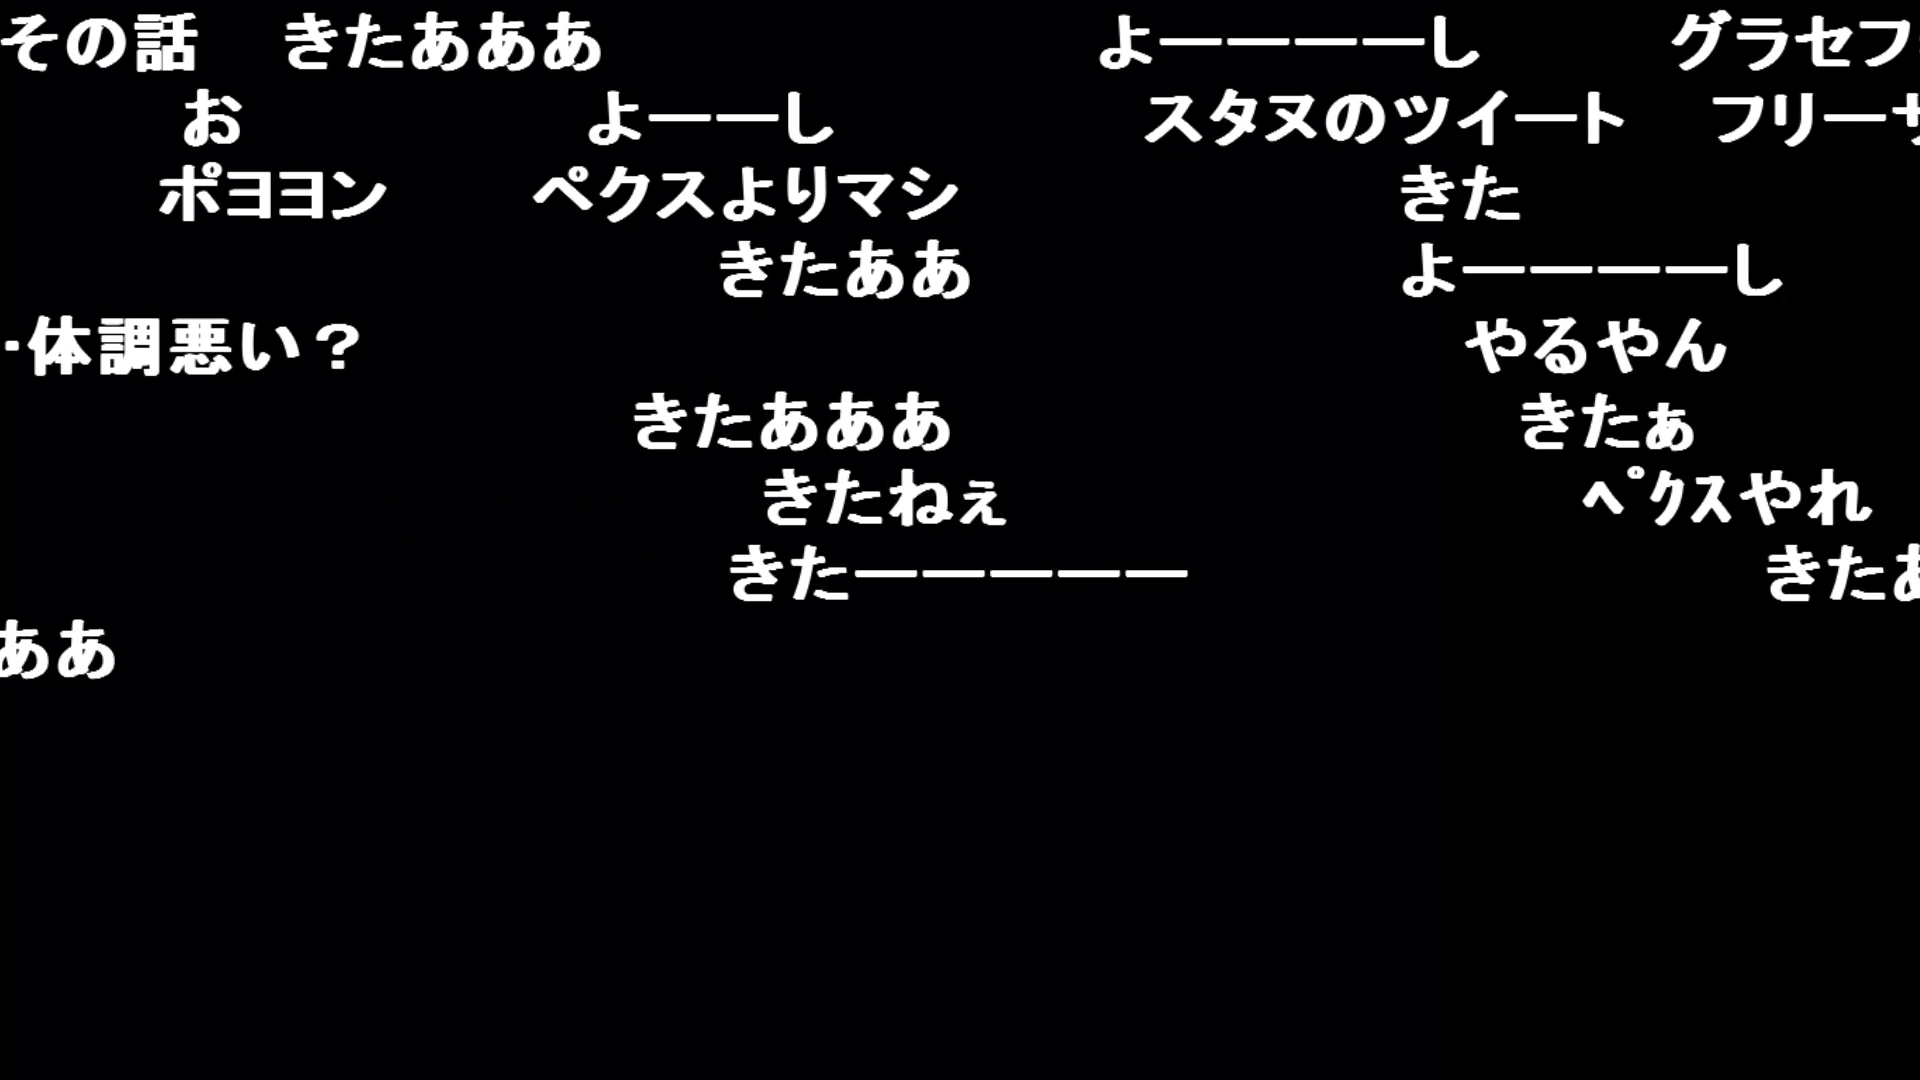 その話 きたあああ よーーーーし グラセフ
お よーーし スタヌのツイート フリーサ
ポヨヨン ペクスよりマシ きた
きたああ よーーーーし
･体調悪い？ やるやん
きたあああ きたぁ
きたねぇ ﾍﾟｸｽやれ
きたーーーーー きたあ
ああ